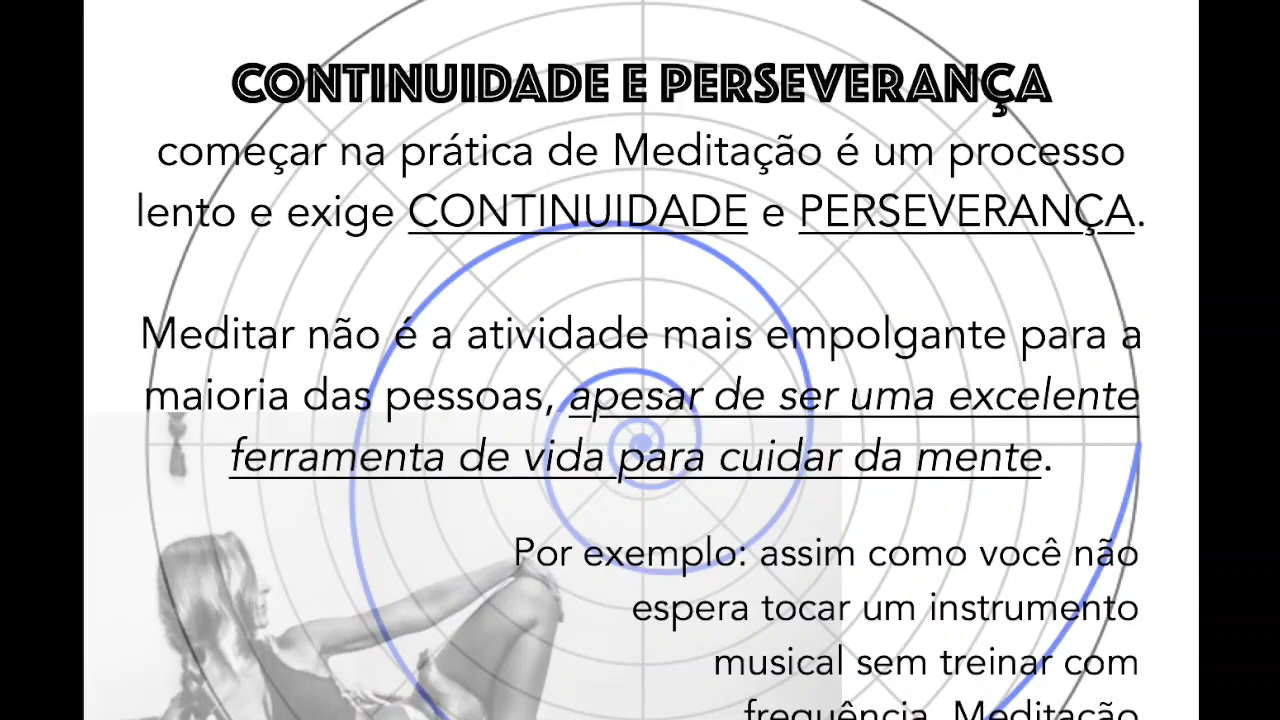 CONTINUIDADE E PERSEVERANÇA
começar na prática de Meditação é um processo
lento e exige CONTINUIDADE e PERSEVERANÇA.
Meditar não é a atividade mais empolgante para a
maioria das pessoas, apesar de ser uma excelente
ferramenta de vida para cuidar da mente.
Por exemplo: assim como você não
espera tocar um instrumento
musical sem treinar com
frequência, Meditação